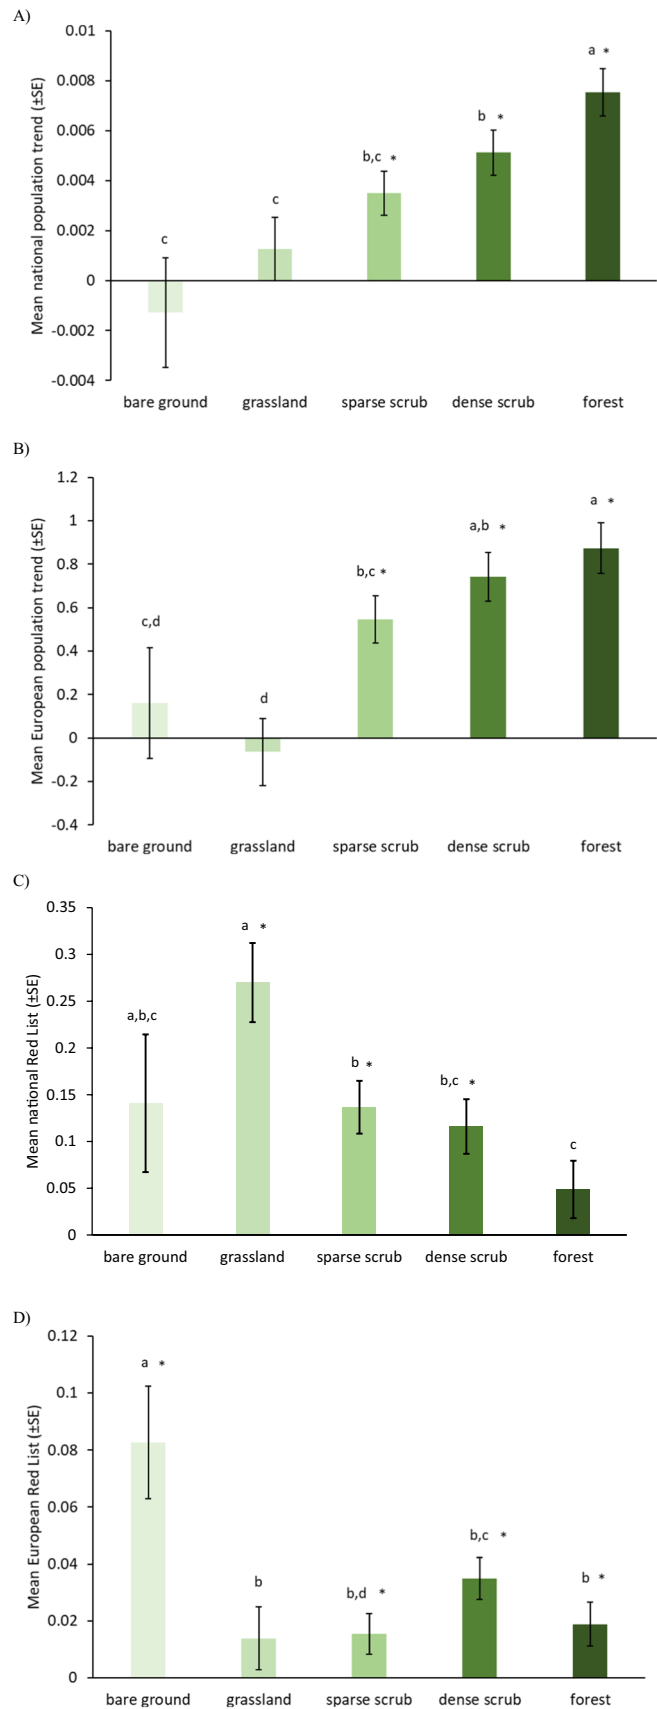 A)
Mean national population trend (±SE)
0.01
0.008
0.006
0.004
0.002
0
-0.002
-0.004
c
c
b,c *
b *
a *
bare ground grassland sparse scrub dense scrub forest
B)
Mean European population trend (±SE)
1.2
1
0.8
0.6
0.4
0.2
0
-0.2
-0.4
c,d
d
b,c *
a,b *
a *
bare ground grassland sparse scrub dense scrub forest
C)
Mean national Red List (±SE)
0.35
0.3
0.25
0.2
0.15
0.1
0.05
0
a,b,c
a *
b *
b,c *
c
bare ground grassland sparse scrub dense scrub forest
D)
Mean European Red List (±SE)
0.12
0.1
0.08
0.06
0.04
0.02
0
a *
b
b,d *
b,c *
b *
bare ground grassland sparse scrub dense scrub forest